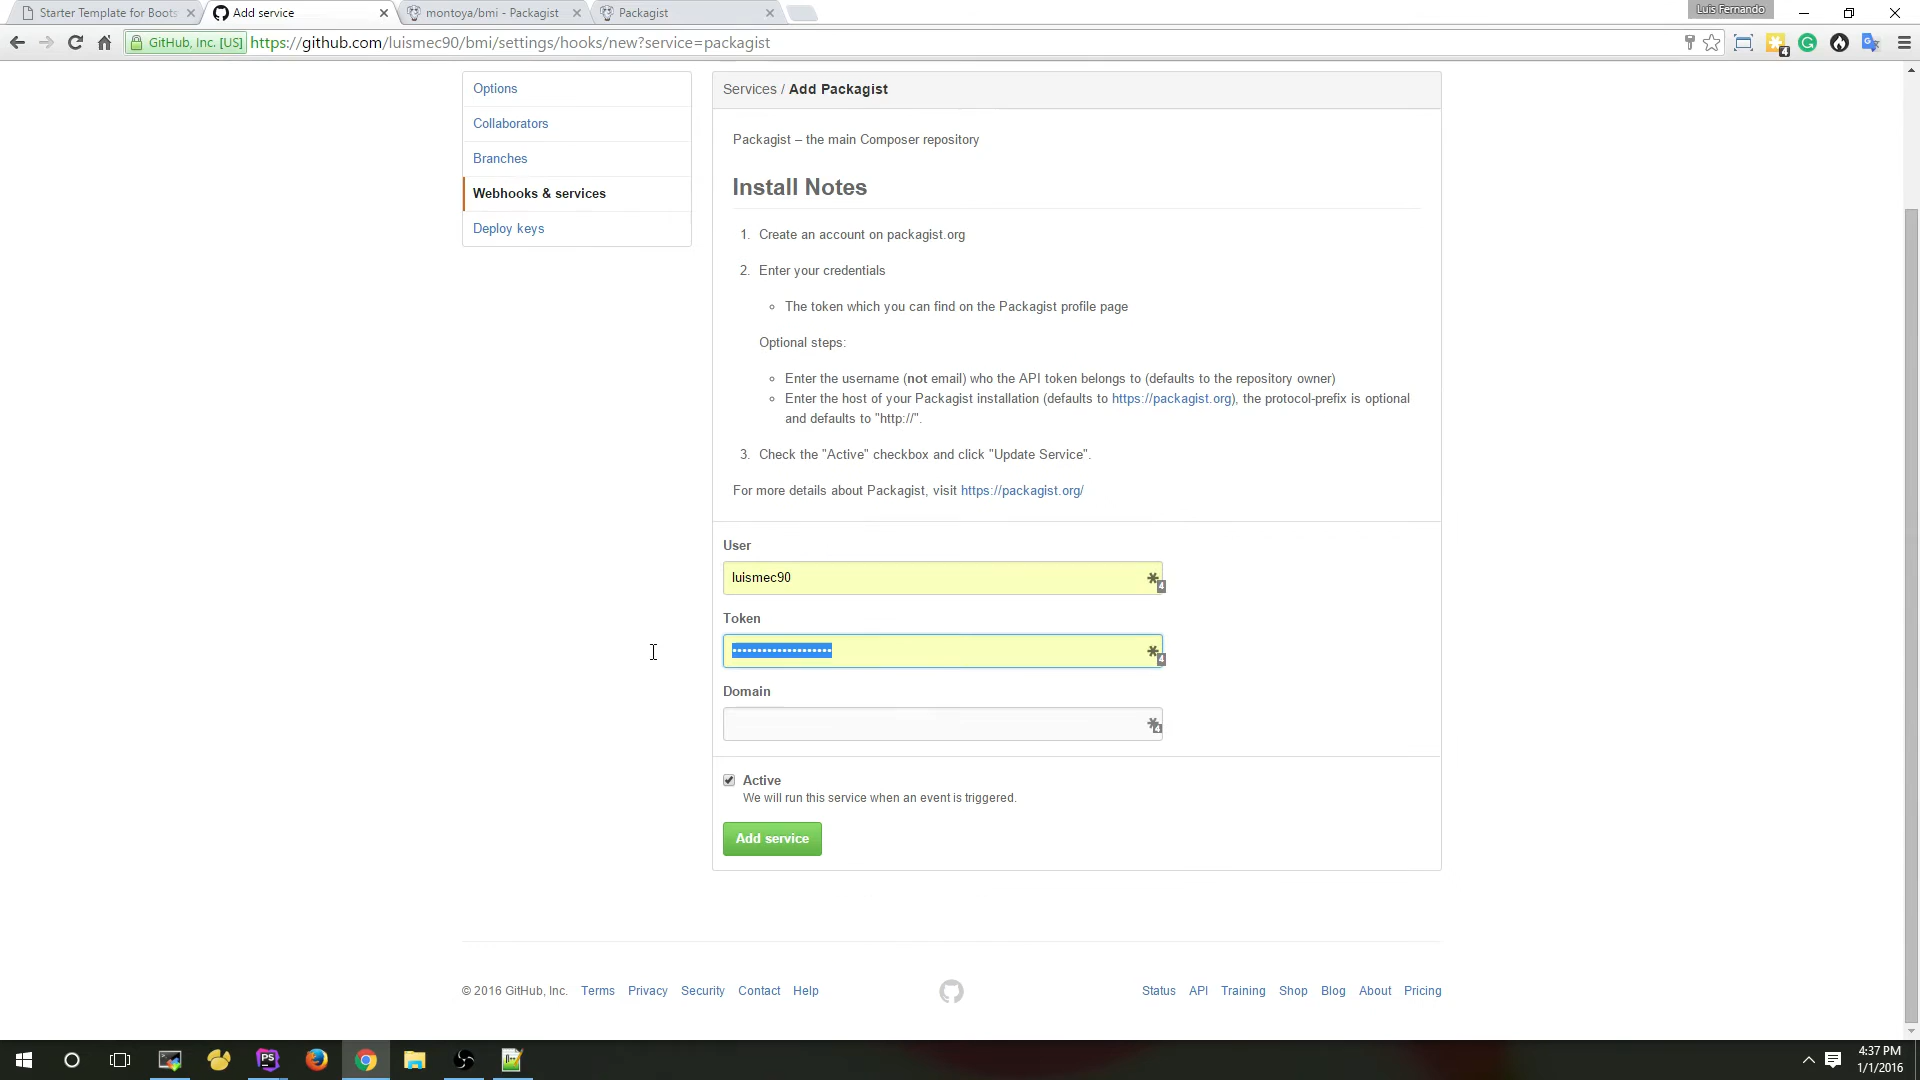 Starter Template for Boots
Add service
montoya/bmi - Packagist
Packagist
Luis Fernando
GitHub, Inc. [US]
https://github.com/luismec90/bmi/settings/hooks/new?service=packagist
4
Options
Collaborators
Branches
Webhooks & services
Deploy keys
Services / Add Packagist
Packagist – the main Composer repository
Install Notes
1. Create an account on packagist.org
2. Enter your credentials
The token which you can find on the Packagist profile page
Optional steps:
Enter the username (not email) who the API token belongs to (defaults to the repository owner)
Enter the host of your Packagist installation (defaults to https://packagist.org), the protocol-prefix is optional
and defaults to "http://".
3. Check the "Active" checkbox and click "Update Service".
For more details about Packagist, visit https://packagist.org/
User
luismec90
4
Token
4
Domain
4
Active
We will run this service when an event is triggered.
Add service
© 2016 GitHub, Inc. Terms Privacy Security Contact Help
Status API Training Shop Blog About Pricing
PS
4:37 PM
1/1/2016